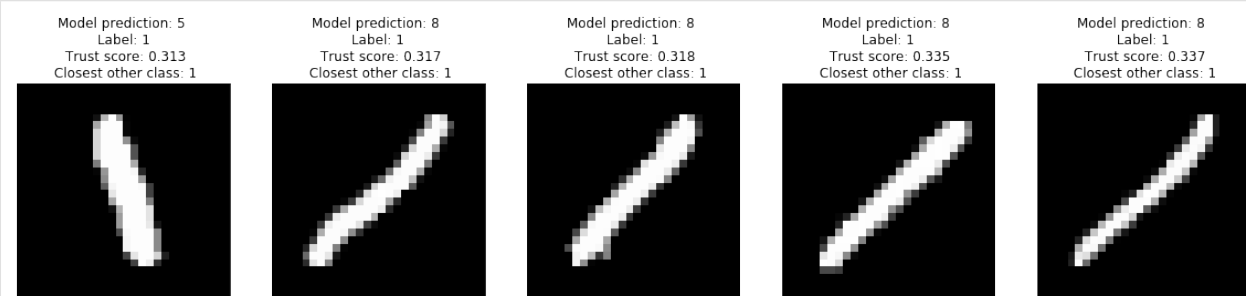 Model prediction: 5
Label: 1
Trust score: 0.313
Closest other class: 1
Model prediction: 8
Label: 1
Trust score: 0.317
Closest other class: 1
Model prediction: 8
Label: 1
Trust score: 0.318
Closest other class: 1
Model prediction: 8
Label: 1
Trust score: 0.335
Closest other class: 1
Model prediction: 8
Label: 1
Trust score: 0.337
Closest other class: 1